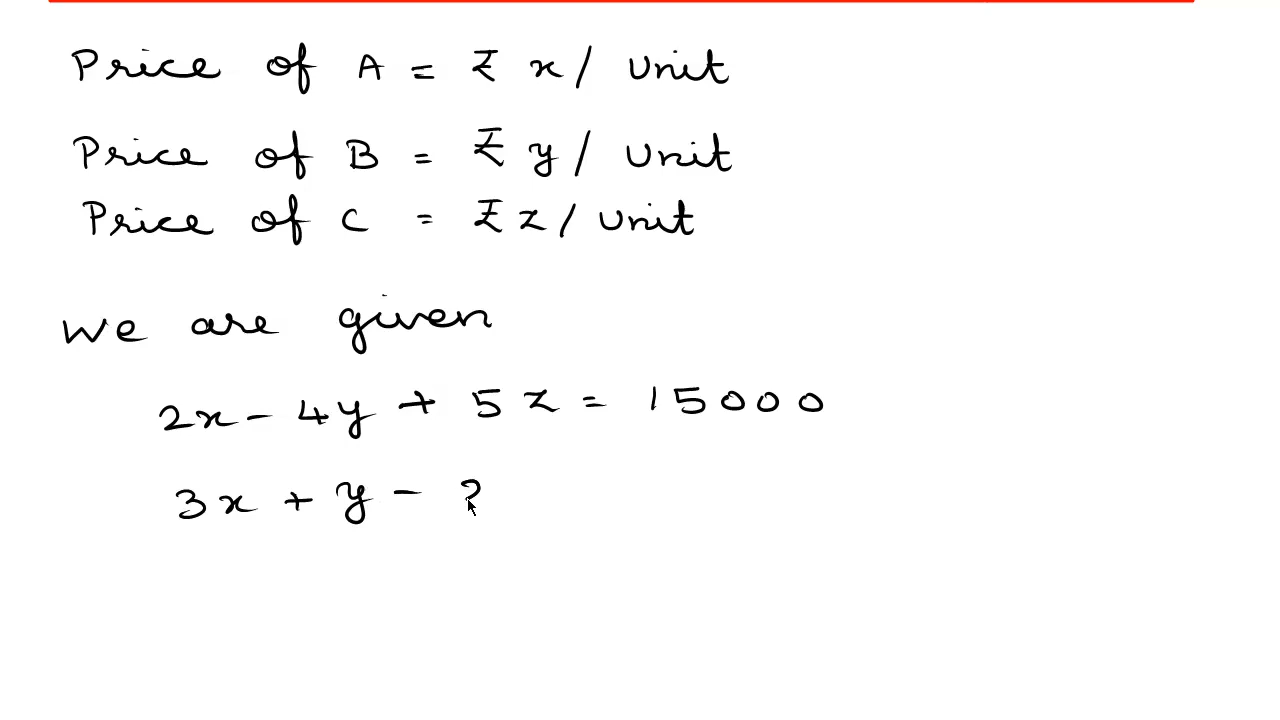 Price of A = ₹ x / unit
Price of B = ₹ y / unit
Price of C = ₹ z / unit
We are given
2x - 4y + 5z = 15000
3x + y -